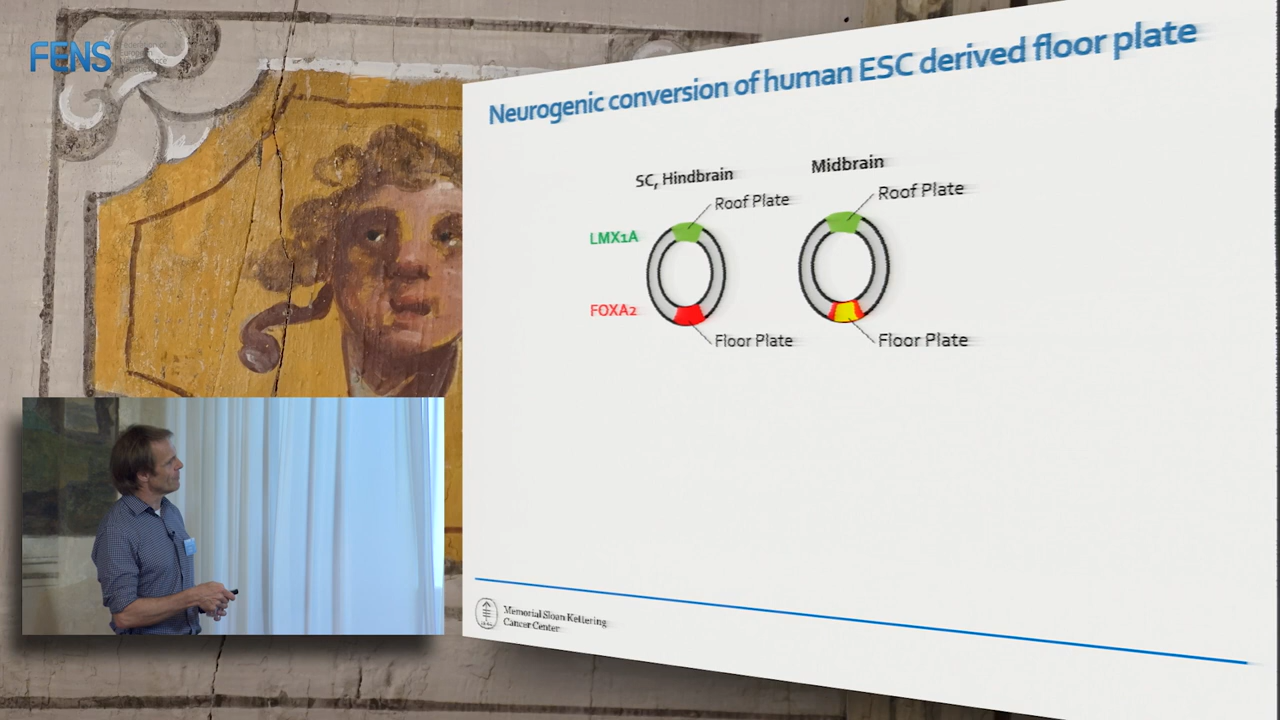 FENS
Neurogenic conversion of human ESC derived floor plate
SC, Hindbrain
Midbrain
Roof Plate
Roof Plate
LMX1A
FOXA2
Floor Plate
Floor Plate
Memorial Sloan Kettering
Cancer Center